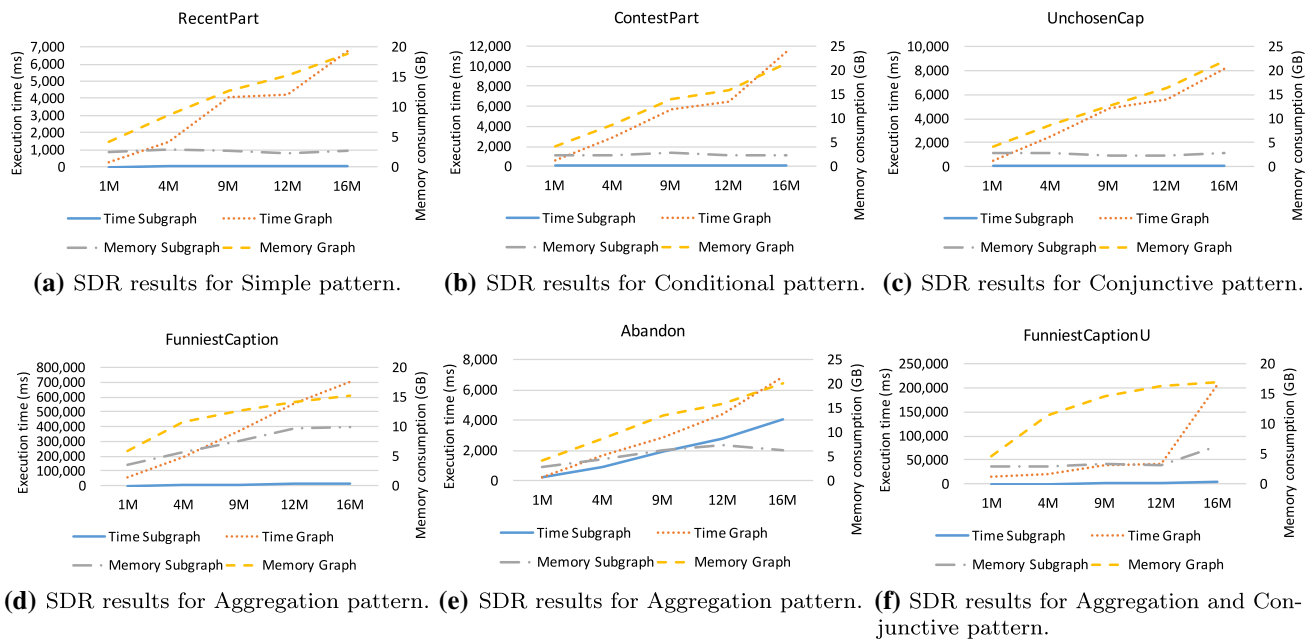 RecentPart
Execution time (ms)
7,000
6,000
5,000
4,000
3,000
2,000
1,000
0
20
15
10
5
0
Memory consumption (GB)
1M 4M 9M 12M 16M
Time Subgraph Time Graph
Memory Subgraph Memory Graph
(a) SDR results for Simple pattern.
ContestPart
Execution time (ms)
12,000
10,000
8,000
6,000
4,000
2,000
0
25
20
15
10
5
0
Memory consumption (GB)
1M 4M 9M 12M 16M
Time Subgraph Time Graph
Memory Subgraph Memory Graph
(b) SDR results for Conditional pattern.
UnchosenCap
Execution time (ms)
10,000
8,000
6,000
4,000
2,000
0
25
20
15
10
5
0
Memory consumption (GB)
1M 4M 9M 12M 16M
Time Subgraph Time Graph
Memory Subgraph Memory Graph
(c) SDR results for Conjunctive pattern.
FunniestCaption
Execution time (ms)
800,000
700,000
600,000
500,000
400,000
300,000
200,000
100,000
0
20
15
10
5
0
Memory consumption (GB)
1M 4M 9M 12M 16M
Time Subgraph Time Graph
Memory Subgraph Memory Graph
(d) SDR results for Aggregation pattern.
Abandon
Execution time (ms)
8,000
6,000
4,000
2,000
0
25
20
15
10
5
0
Memory consumption (GB)
1M 4M 9M 12M 16M
Time Subgraph Time Graph
Memory Subgraph Memory Graph
(e) SDR results for Aggregation pattern.
FunniestCaptionU
Execution time (ms)
250,000
200,000
150,000
100,000
50,000
0
20
15
10
5
0
Memory consumption (GB)
1M 4M 9M 12M 16M
Time Subgraph Time Graph
Memory Subgraph Memory Graph
(f) SDR results for Aggregation and Con-
junctive pattern.